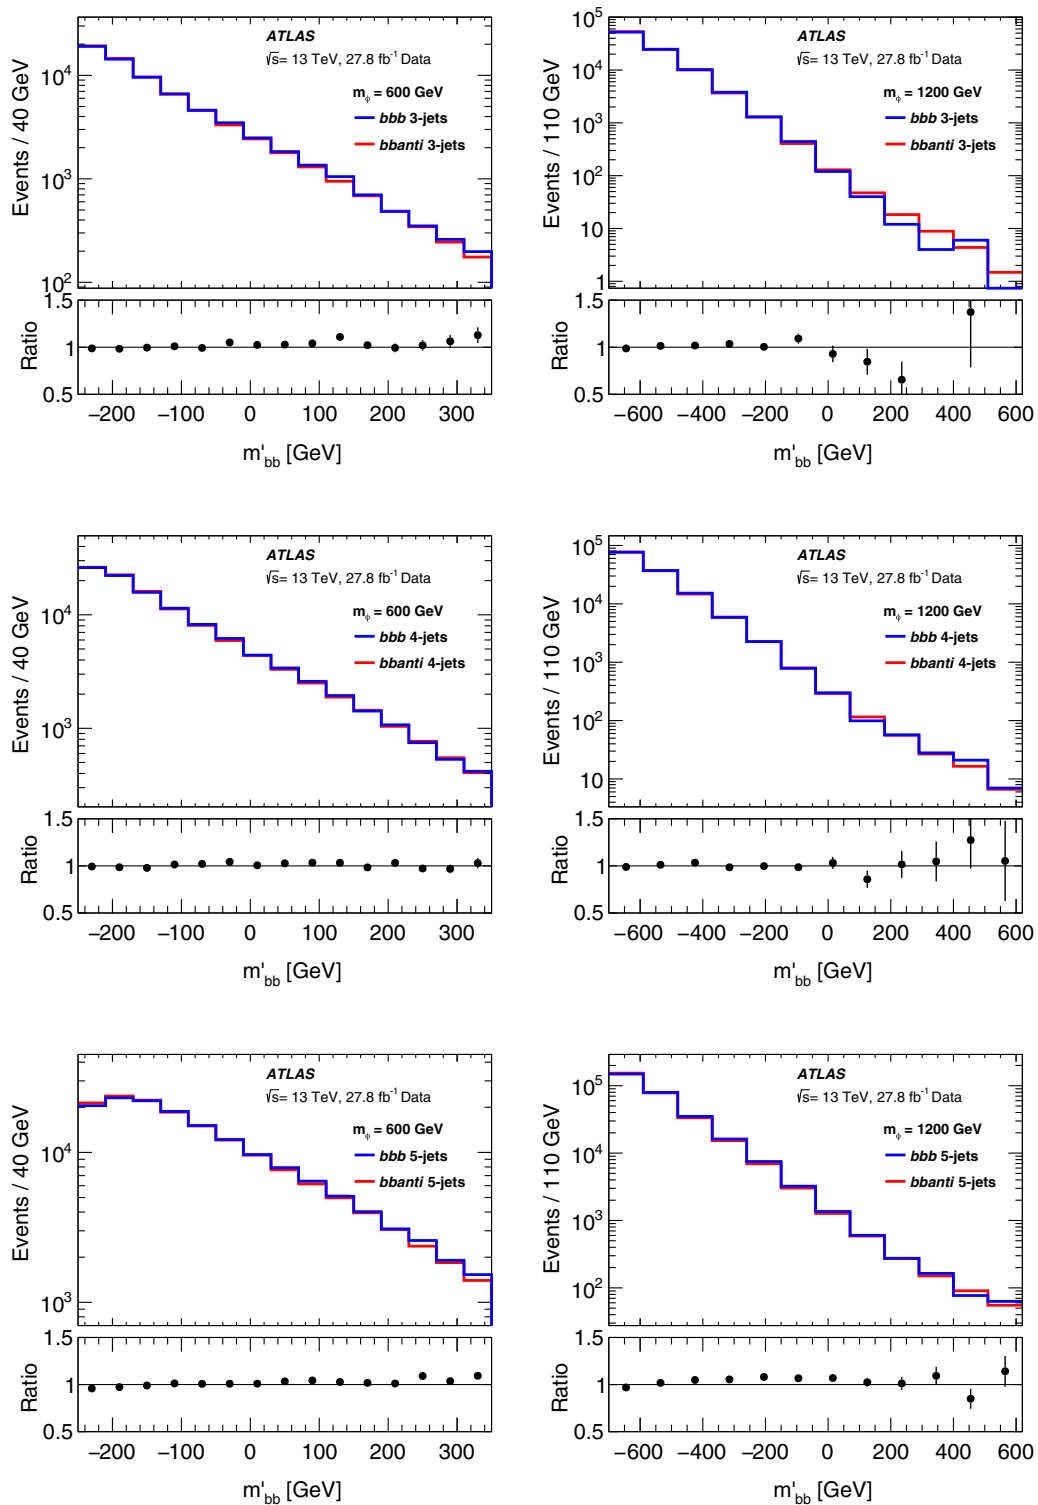 ATLAS
√s= 13 TeV, 27.8 fb⁻¹ Data
m_ϕ = 600 GeV
bbb 3-jets
bbanti 3-jets
Events / 40 GeV
10⁴
10³
10²
1.5
1
0.5
Ratio
−200 −100 0 100 200 300
m'_bb [GeV]
ATLAS
√s= 13 TeV, 27.8 fb⁻¹ Data
m_ϕ = 1200 GeV
bbb 3-jets
bbanti 3-jets
Events / 110 GeV
10⁵
10⁴
10³
10²
10
1
1.5
1
0.5
Ratio
−600 −400 −200 0 200 400 600
m'_bb [GeV]
ATLAS
√s= 13 TeV, 27.8 fb⁻¹ Data
m_ϕ = 600 GeV
bbb 4-jets
bbanti 4-jets
Events / 40 GeV
10⁴
10³
1.5
1
0.5
Ratio
−200 −100 0 100 200 300
m'_bb [GeV]
ATLAS
√s= 13 TeV, 27.8 fb⁻¹ Data
m_ϕ = 1200 GeV
bbb 4-jets
bbanti 4-jets
Events / 110 GeV
10⁵
10⁴
10³
10²
10
1.5
1
0.5
Ratio
−600 −400 −200 0 200 400 600
m'_bb [GeV]
ATLAS
√s= 13 TeV, 27.8 fb⁻¹ Data
m_ϕ = 600 GeV
bbb 5-jets
bbanti 5-jets
Events / 40 GeV
10⁴
10³
1.5
1
0.5
Ratio
−200 −100 0 100 200 300
m'_bb [GeV]
ATLAS
√s= 13 TeV, 27.8 fb⁻¹ Data
m_ϕ = 1200 GeV
bbb 5-jets
bbanti 5-jets
Events / 110 GeV
10⁵
10⁴
10³
10²
1.5
1
0.5
Ratio
−600 −400 −200 0 200 400 600
m'_bb [GeV]